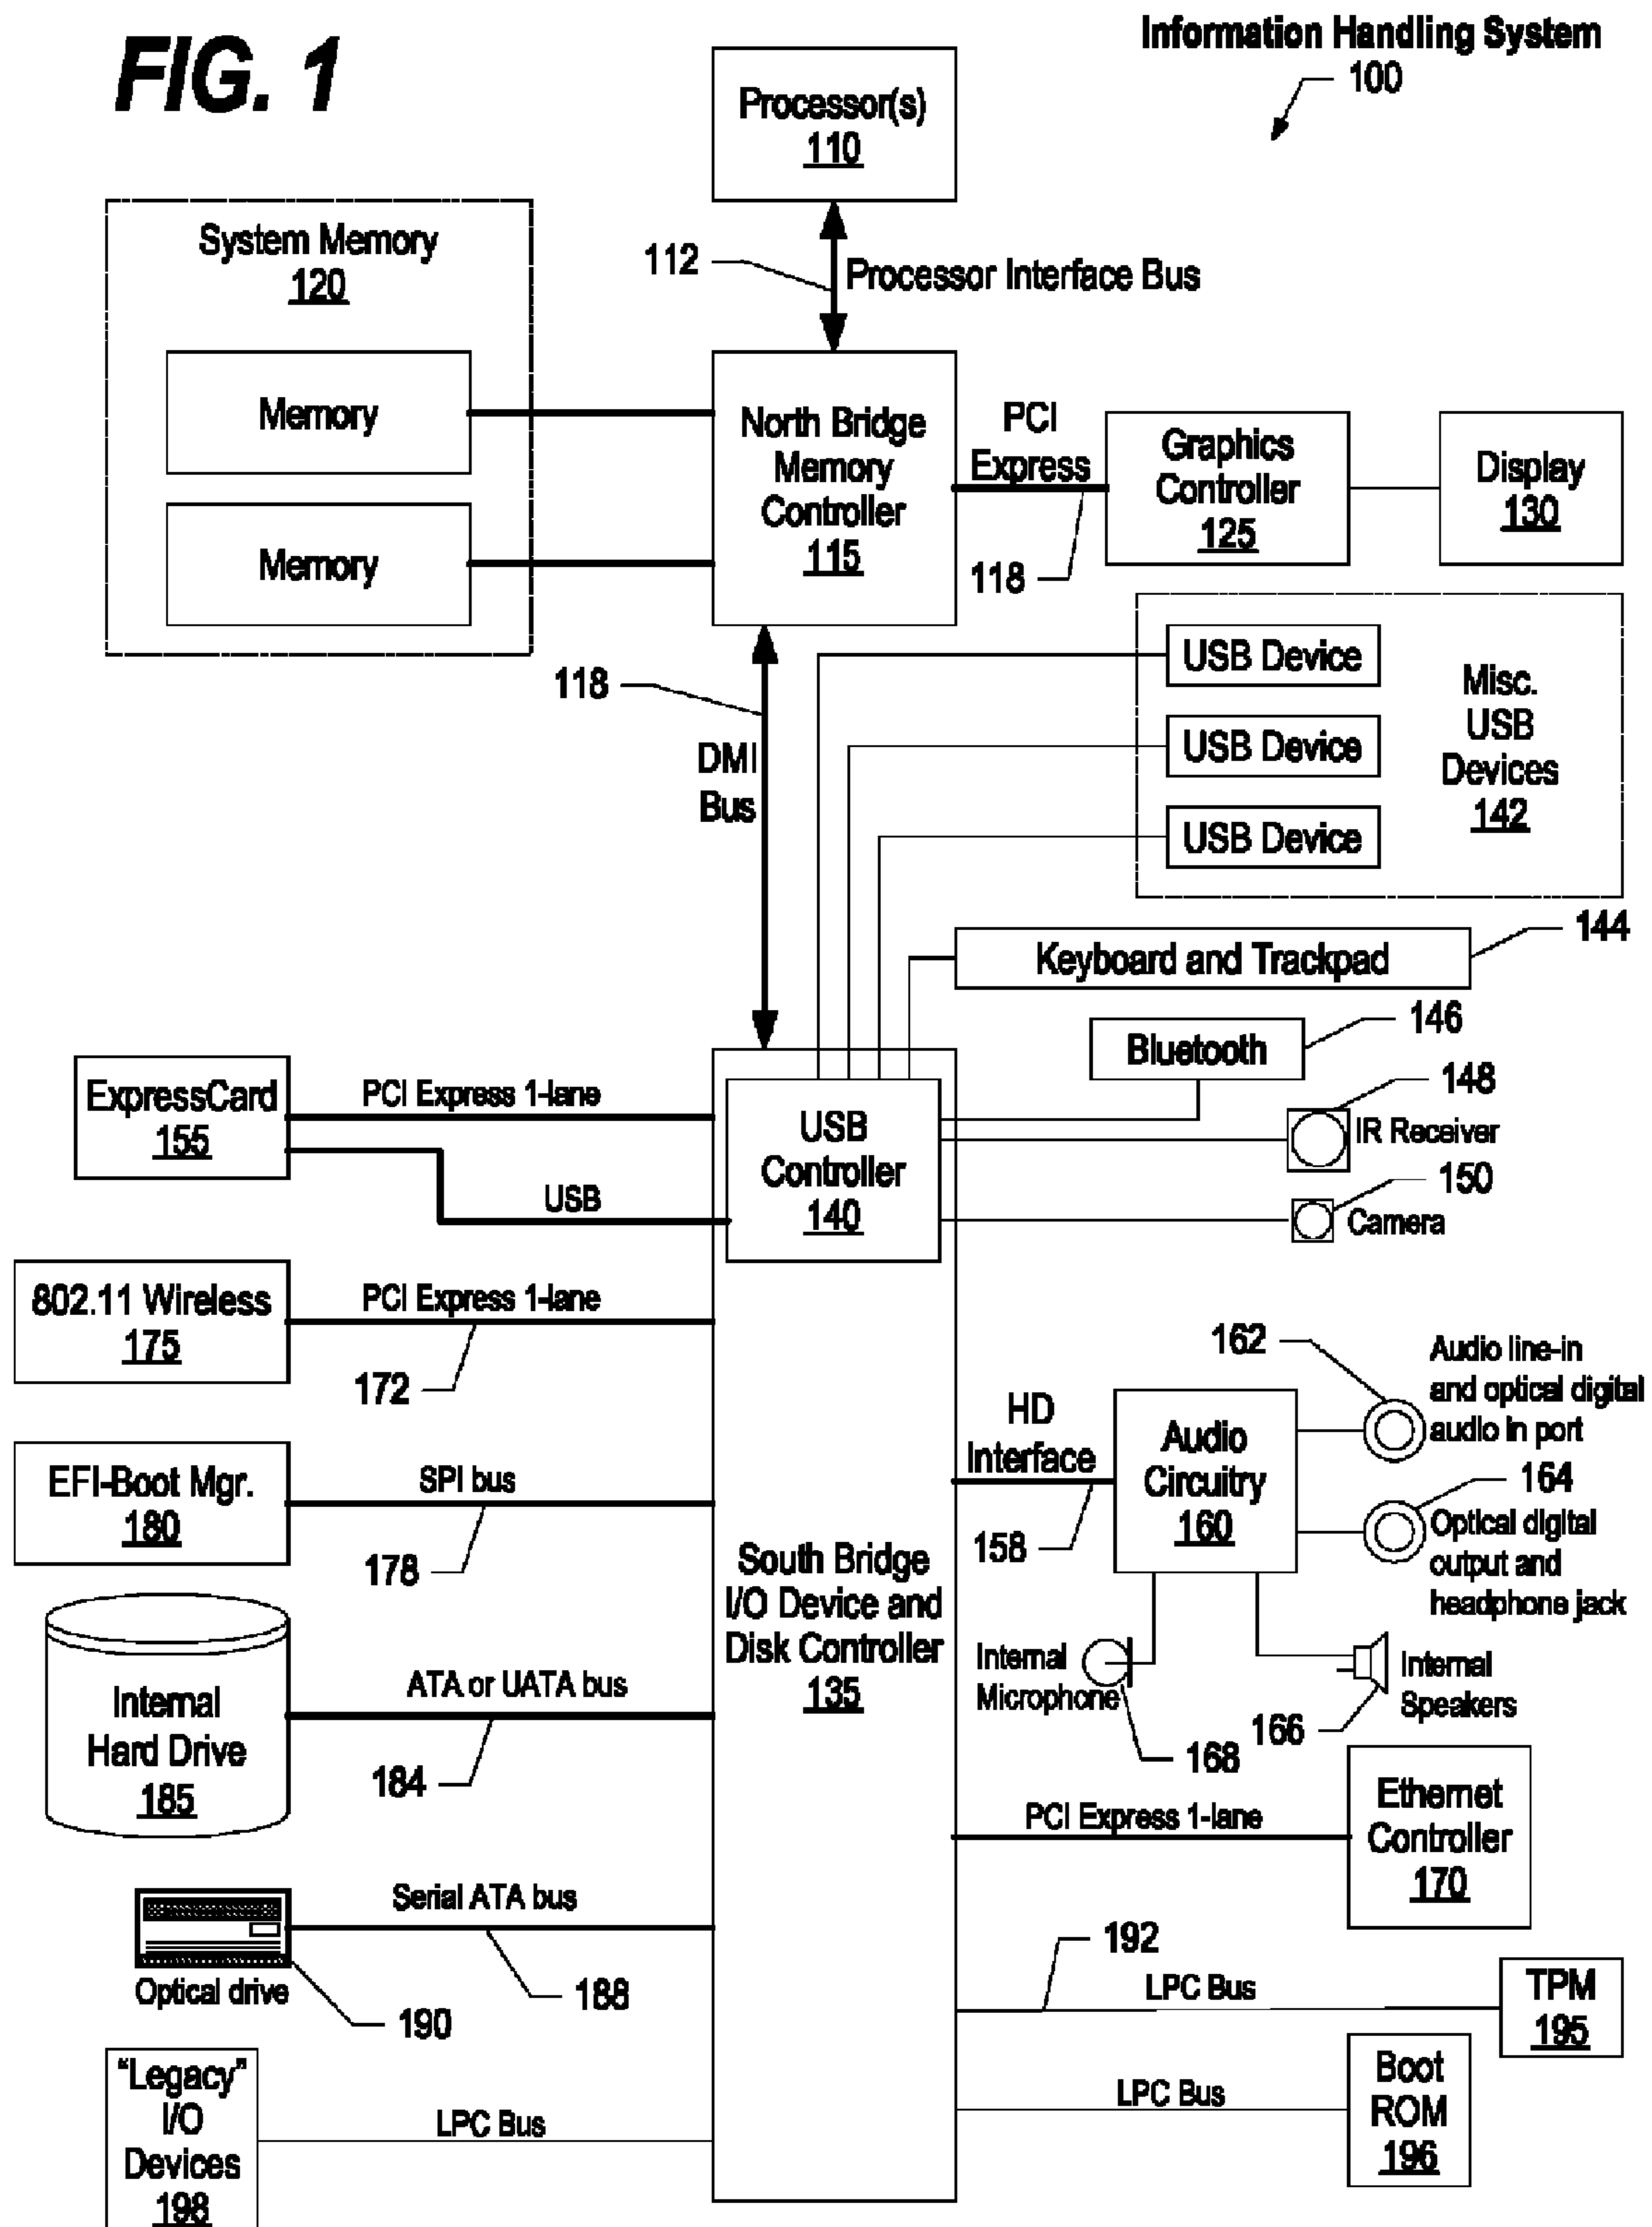 FIG. 1
Information Handling System
100
Processor(s)
110
112
Processor Interface Bus
System Memory
120
Memory
Memory
North Bridge
Memory
Controller
115
PCI
Express
118
Graphics
Controller
125
Display
130
118
DMI
Bus
USB Device
USB Device
USB Device
Misc.
USB
Devices
142
Keyboard and Trackpad
144
Bluetooth
146
148
IR Receiver
150
Camera
ExpressCard
155
PCI Express 1-lane
USB
USB
Controller
140
802.11 Wireless
175
PCI Express 1-lane
172
EFI-Boot Mgr.
180
SPI bus
178
South Bridge
I/O Device and
Disk Controller
135
HD
Interface
158
Audio
Circuitry
160
162
Audio line-in
and optical digital
audio in port
164
Optical digital
output and
headphone jack
Internal
Microphone
168
166
Internal
Speakers
Internal
Hard Drive
185
ATA or UATA bus
184
PCI Express 1-lane
Ethernet
Controller
170
Serial ATA bus
188
Optical drive
190
192
LPC Bus
TPM
195
"Legacy"
I/O
Devices
198
LPC Bus
LPC Bus
Boot
ROM
196